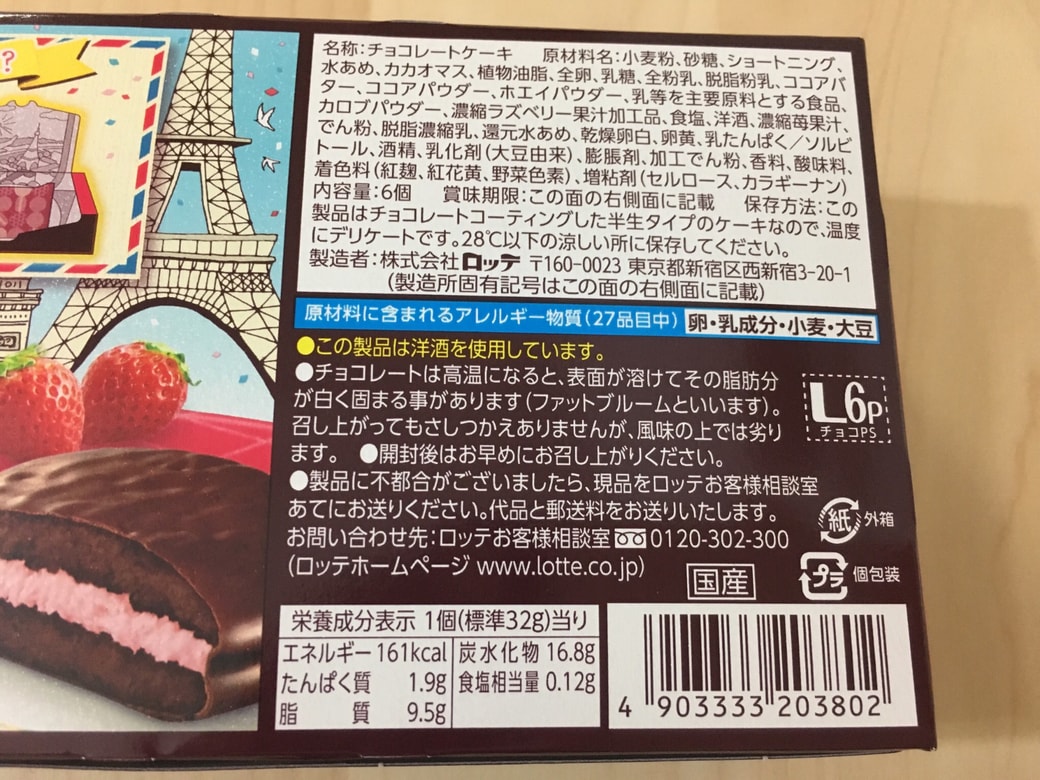 ?
名称:チョコレートケーキ　原材料名:小麦粉、砂糖、ショートニング、
水あめ、カカオマス、植物油脂、全卵、乳糖、全粉乳、脱脂粉乳、ココアバ
ター、ココアパウダー、ホエイパウダー、乳等を主要原料とする食品、
カロブパウダー、濃縮ラズベリー果汁加工品、食塩、洋酒、濃縮苺果汁、
でん粉、脱脂濃縮乳、還元水あめ、乾燥卵白、卵黄、乳たんぱく／ソルビ
トール、酒精、乳化剤(大豆由来)、膨脹剤、加工でん粉、香料、酸味料、
着色料(紅麹、紅花黄、野菜色素)、増粘剤(セルロース、カラギーナン)
内容量:6個　賞味期限:この面の右側面に記載　保存方法:この
製品はチョコレートコーティングした半生タイプのケーキなので、温度
にデリケートです。28℃以下の涼しい所に保存してください。
製造者:株式会社ロッテ 〒160-0023 東京都新宿区西新宿3-20-1
(製造所固有記号はこの面の右側面に記載)
原材料に含まれるアレルギー物質(27品目中) 卵・乳成分・小麦・大豆
●この製品は洋酒を使用しています。
●チョコレートは高温になると、表面が溶けてその脂肪分
が白く固まる事があります(ファットブルームといいます)。
召し上がってもさしつかえありませんが、風味の上では劣り
ます。　●開封後はお早めにお召し上がりください。
●製品に不都合がございましたら、現品をロッテお客様相談室
あてにお送りください。代品と郵送料をお送りいたします。
お問い合わせ先:ロッテお客様相談室 0120-302-300
(ロッテホームページ www.lotte.co.jp)
L6P
チョコPS
紙 外箱
プラ 個包装
国産
栄養成分表示 1個(標準32g)当り
エネルギー 161kcal 炭水化物 16.8g
たんぱく質 1.9g 食塩相当量 0.12g
脂質 9.5g
4 903333 203802